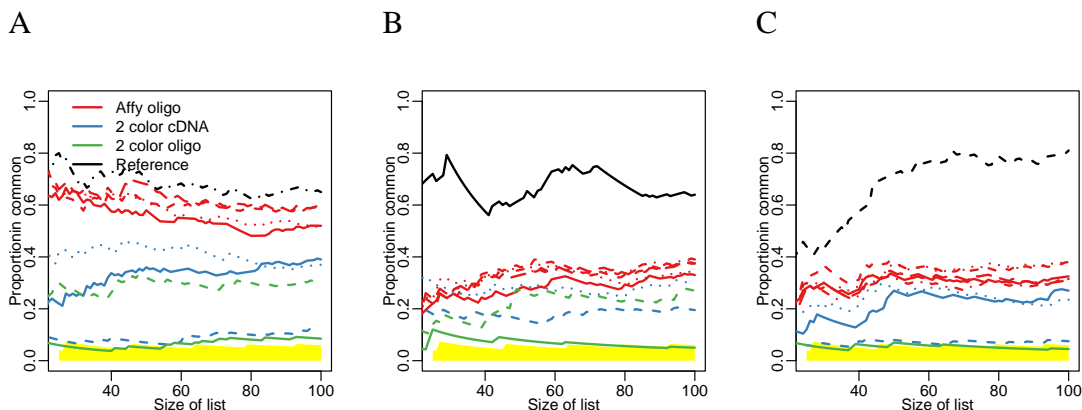 A B C
Affy oligo
2 color cDNA
2 color oligo
Reference
Proportionin common
0.0 0.2 0.4 0.6 0.8 1.0
40 60 80 100
Size of list
Proportionin common
0.0 0.2 0.4 0.6 0.8 1.0
40 60 80 100
Size of list
Proportionin common
0.0 0.2 0.4 0.6 0.8 1.0
40 60 80 100
Size of list